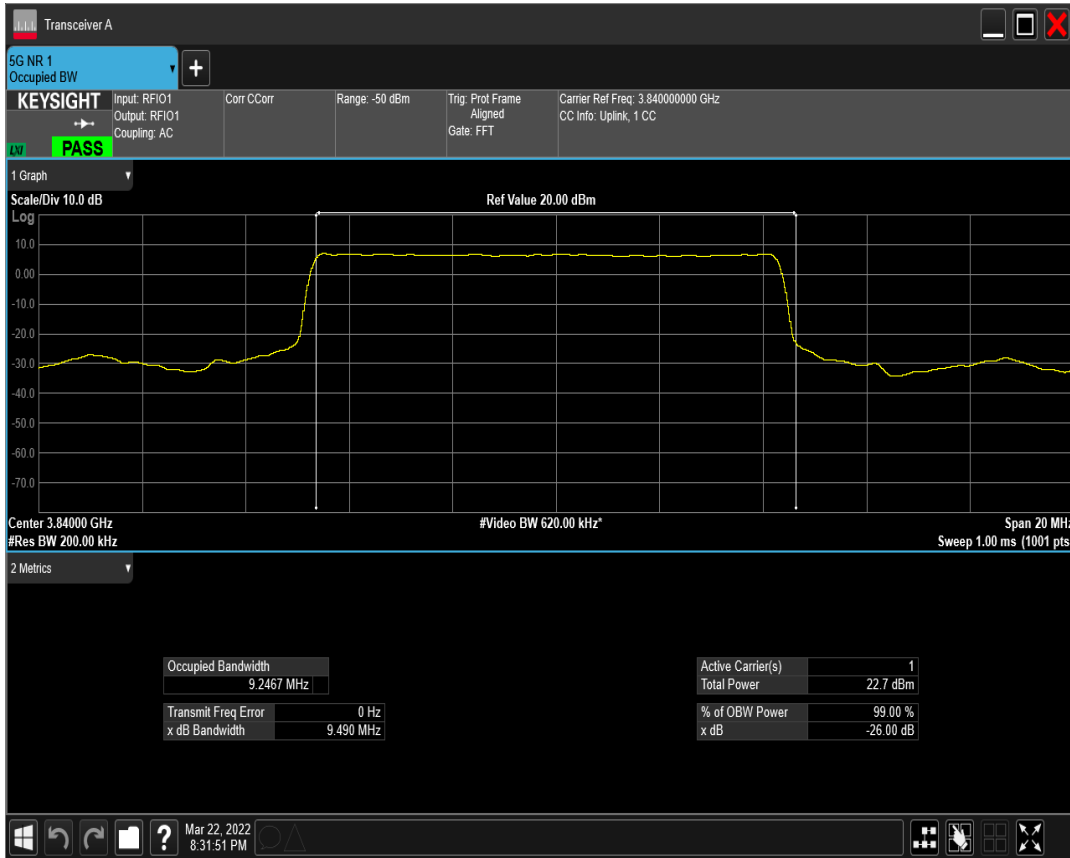 Transceiver A
5G NR 1
Occupied BW
KEYSIGHT
LXI
PASS
Input: RFIO1
Output: RFIO1
Coupling: AC
Corr CCorr
Range: -50 dBm
Trig: Prot Frame
Aligned
Gate: FFT
Carrier Ref Freq: 3.840000000 GHz
CC Info: Uplink, 1 CC
1 Graph
Scale/Div 10.0 dB
Ref Value 20.00 dBm
Log
10.0
0.00
-10.0
-20.0
-30.0
-40.0
-50.0
-60.0
-70.0
Center 3.84000 GHz
#Video BW 620.00 kHz*
Span 20 MHz
#Res BW 200.00 kHz
Sweep 1.00 ms (1001 pts
2 Metrics
Occupied Bandwidth
9.2467 MHz
Transmit Freq Error 0 Hz
x dB Bandwidth 9.490 MHz
Active Carrier(s) 1
Total Power 22.7 dBm
% of OBW Power 99.00 %
x dB -26.00 dB
?
Mar 22, 2022
8:31:51 PM